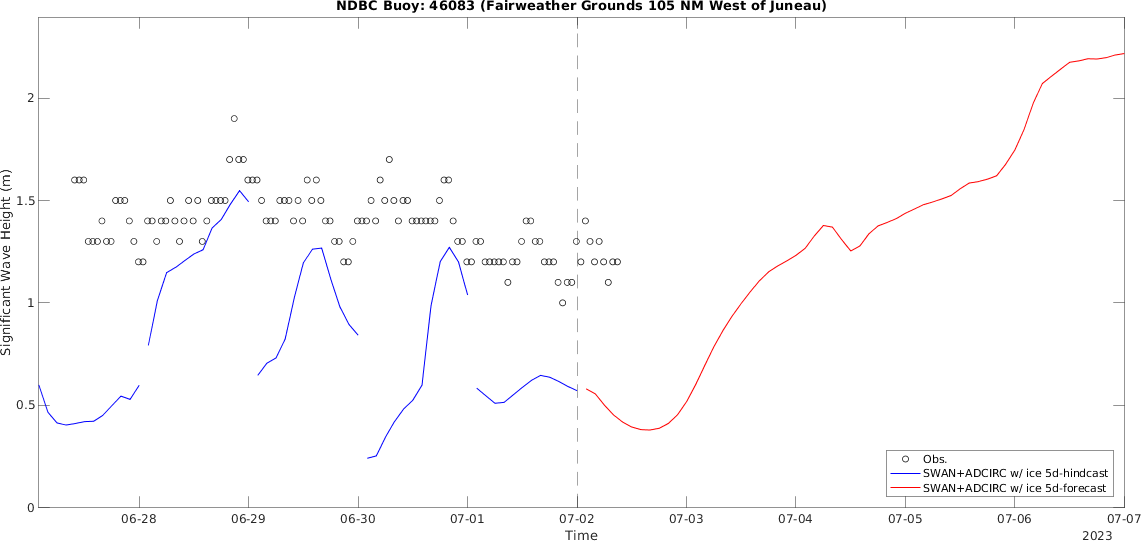 NDBC Buoy: 46083 (Fairweather Grounds 105 NM West of Juneau)
Significant Wave Height (m)
2
1.5
1
0.5
0
Obs.
SWAN+ADCIRC w/ ice 5d-hindcast
SWAN+ADCIRC w/ ice 5d-forecast
06-28 06-29 06-30 07-01 07-02 07-03 07-04 07-05 07-06 07-07
Time
2023